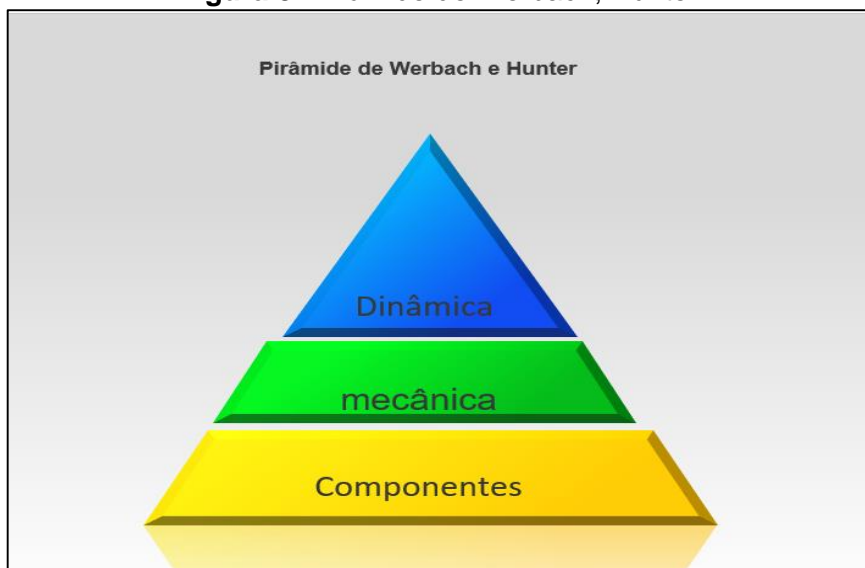 Pirâmide de Werbach e Hunter
Dinâmica
mecânica
Componentes